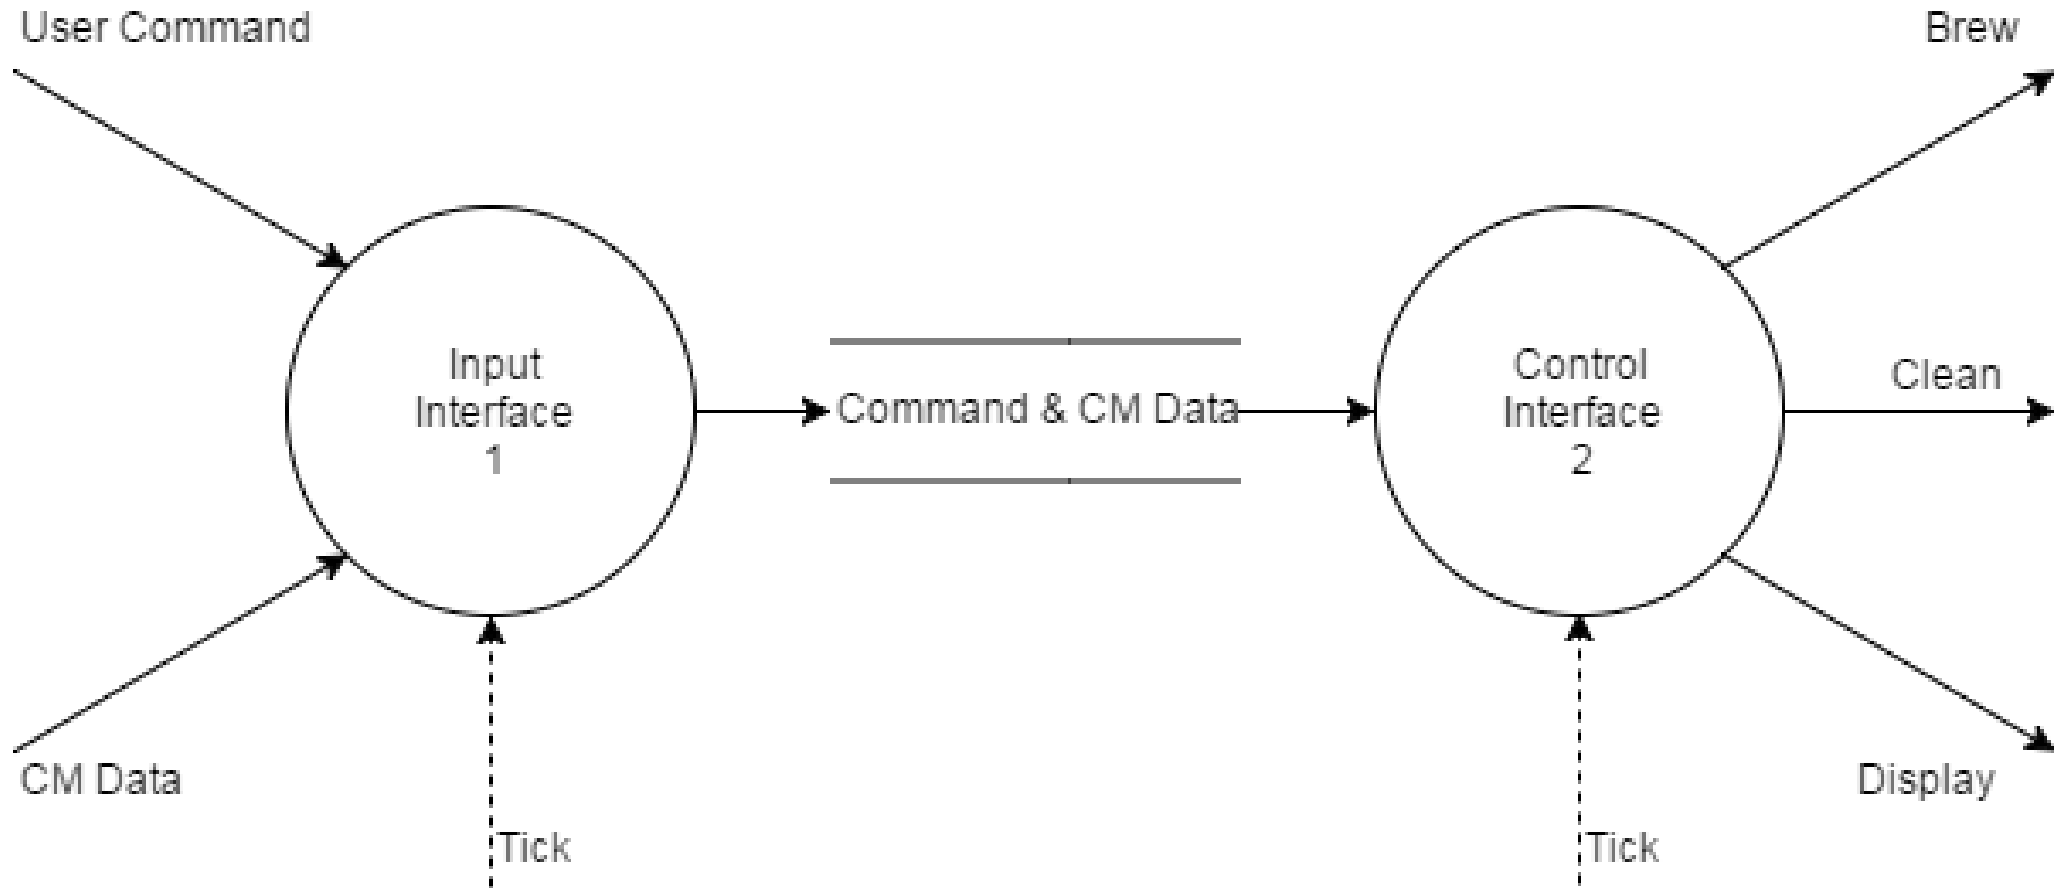 User Command
Brew
Input
Interface
1
Command & CM Data
Control
Interface
2
Clean
CM Data
Display
Tick
Tick